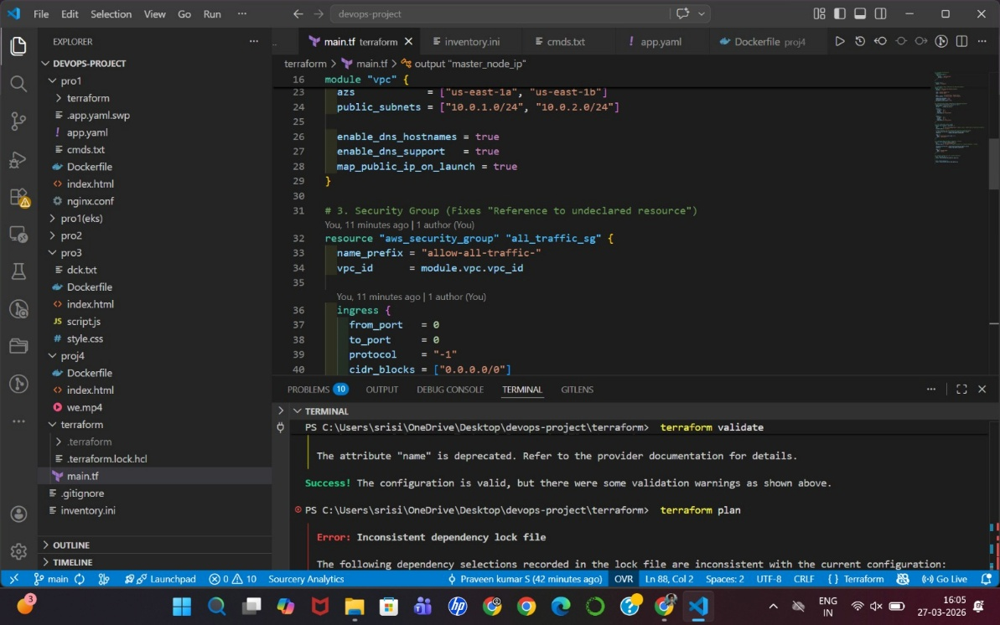 File Edit Selection View Go Run ...
devops-project
EXPLORER
DEVOPS-PROJECT
pro1
terraform
.app.yaml.swp
app.yaml
cmds.txt
Dockerfile
index.html
nginx.conf
pro1(eks)
pro2
pro3
dck.txt
Dockerfile
index.html
JS script.js
# style.css
proj4
Dockerfile
index.html
we.mp4
terraform
.terraform
.terraform.lock.hcl
main.tf
.gitignore
inventory.ini
OUTLINE
TIMELINE
main.tf terraform inventory.ini cmds.txt ! app.yaml Dockerfile proj4
terraform > main.tf > output "master_node_ip"
16 module "vpc" {
23 azs = ["us-east-1a", "us-east-1b"]
24 public_subnets = ["10.0.1.0/24", "10.0.2.0/24"]
25
26 enable_dns_hostnames = true
27 enable_dns_support = true
28 map_public_ip_on_launch = true
29 }
30
31 # 3. Security Group (Fixes "Reference to undeclared resource")
You, 11 minutes ago | 1 author (You)
32 resource "aws_security_group" "all_traffic_sg" {
33 name_prefix = "allow-all-traffic-"
34 vpc_id = module.vpc.vpc_id
35
You, 11 minutes ago | 1 author (You)
36 ingress {
37 from_port = 0
38 to_port = 0
39 protocol = "-1"
40 cidr_blocks = ["0.0.0.0/0"]
PROBLEMS 10 OUTPUT DEBUG CONSOLE TERMINAL GITLENS
TERMINAL
PS C:\Users\srisi\OneDrive\Desktop\devops-project\terraform> terraform validate
The attribute "name" is deprecated. Refer to the provider documentation for details.
Success! The configuration is valid, but there were some validation warnings as shown above.
PS C:\Users\srisi\OneDrive\Desktop\devops-project\terraform> terraform plan
Error: Inconsistent dependency lock file
The following dependency selections recorded in the lock file are inconsistent with the current configuration:
main Launchpad 0 10 Sourcery Analytics Praveen kumar S (42 minutes ago) OVR Ln 88, Col 2 Spaces: 2 UTF-8 CRLF { } Terraform Go Live
3 ENG IN 16:05 27-03-2026